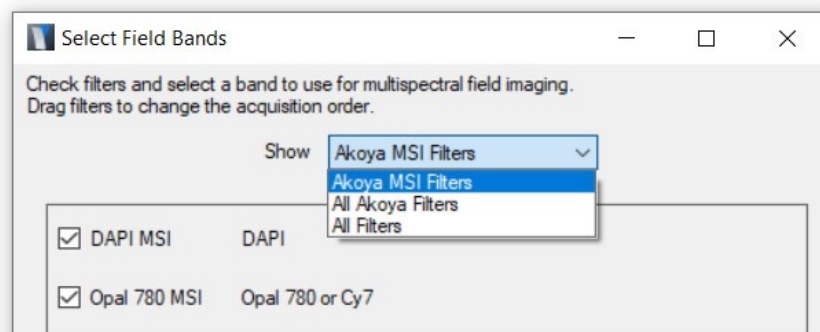 Select Field Bands
Check filters and select a band to use for multispectral field imaging.
Drag filters to change the acquisition order.
Show Akoya MSI Filters
Akoya MSI Filters
All Akoya Filters
All Filters
DAPI MSI DAPI
Opal 780 MSI Opal 780 or Cy7